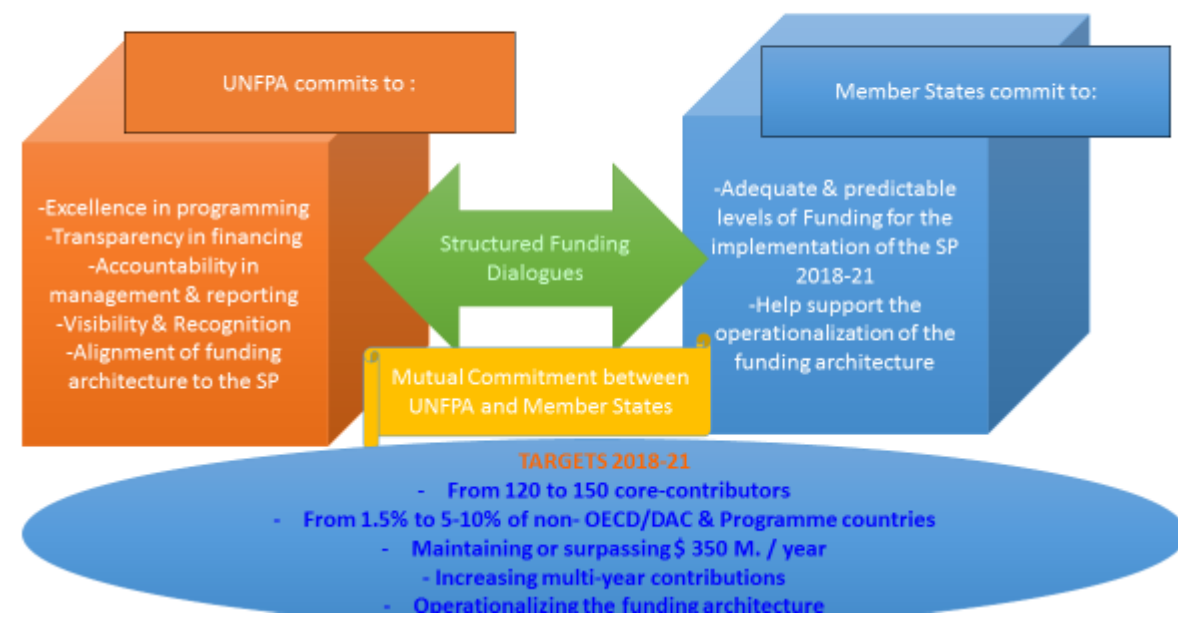 UNFPA commits to :
-Excellence in programming
-Transparency in financing
-Accountability in
management & reporting
-Visibility & Recognition
-Alignment of funding
architecture to the SP
Structured Funding
Dialogues
Mutual Commitment between
UNFPA and Member States
Member States commit to:
-Adequate & predictable
levels of Funding for the
implementation of the SP
2018-21
-Help support the
operationalization of the
funding architecture
TARGETS 2018-21
- From 120 to 150 core-contributors
- From 1.5% to 5-10% of non- OECD/DAC & Programme countries
- Maintaining or surpassing $ 350 M. / year
- Increasing multi-year contributions
- Operationalizing the funding architecture